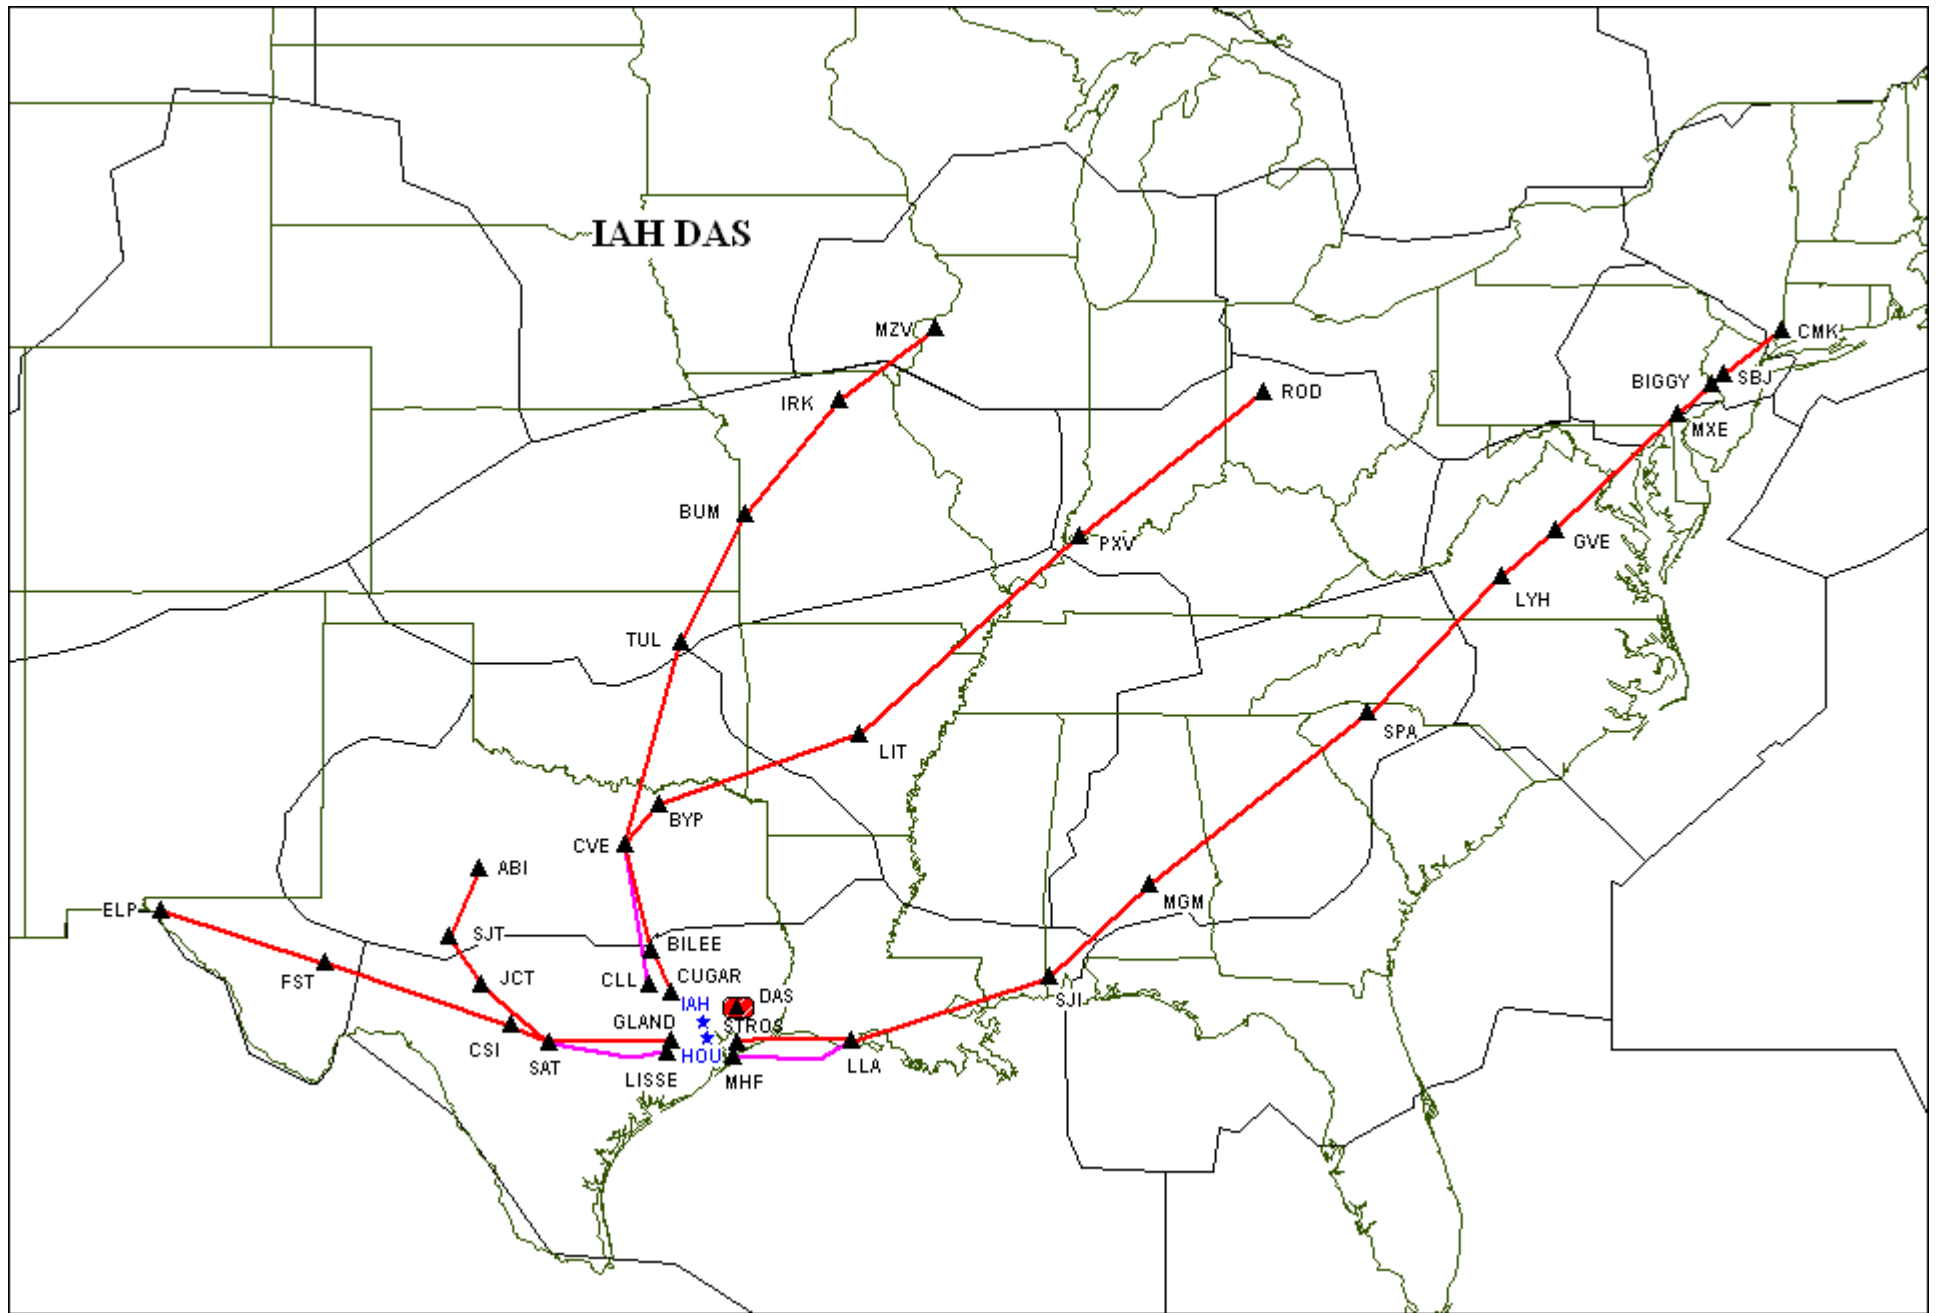 IAH DAS
MZV
CMK
SBJ
BIGGY
ROD
IRK
MXE
BUM
PXV
GVE
LYH
TUL
SPA
LIT
BYP
CVE
ABI
MGM
ELP
SJT
BILEE
CUGAR
JCT
FST
CLL
DAS
SJI
IAH
GLAND
STROS
CSI
HOU
SAT
LLA
LISSE
MHF